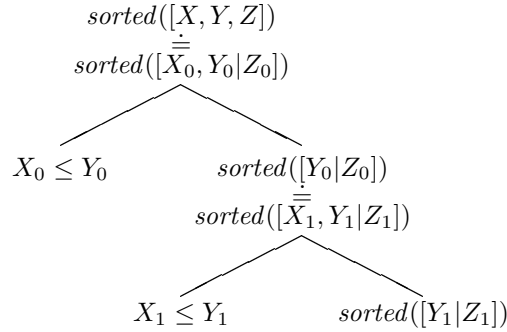 sorted([X, Y, Z])
≐
sorted([X₀, Y₀|Z₀])
X₀ ≤ Y₀ sorted([Y₀|Z₀])
≐
sorted([X₁, Y₁|Z₁])
X₁ ≤ Y₁ sorted([Y₁|Z₁])